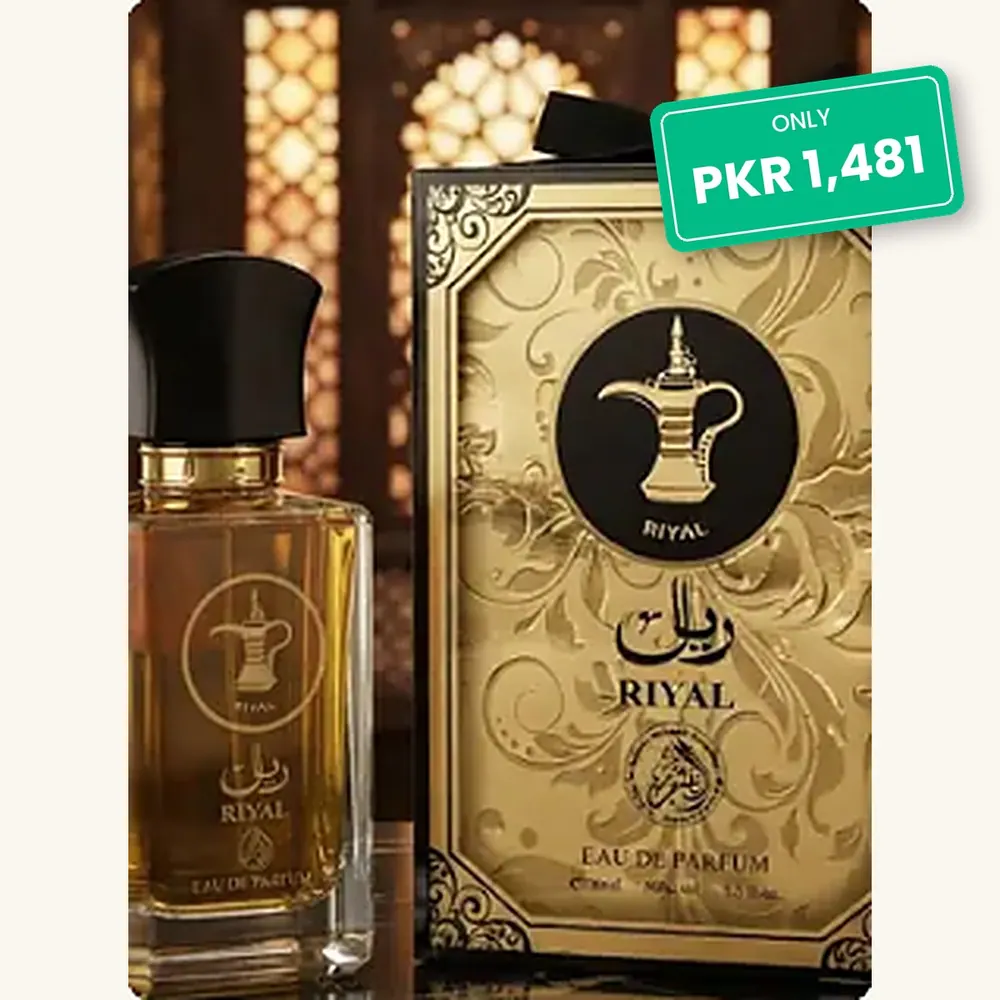 ONLY
PKR 1,481
RIYAL
ريال
RIYAL
EAU DE PARFUM
RIYAL
ريال
RIYAL
EAU DE PARFUM